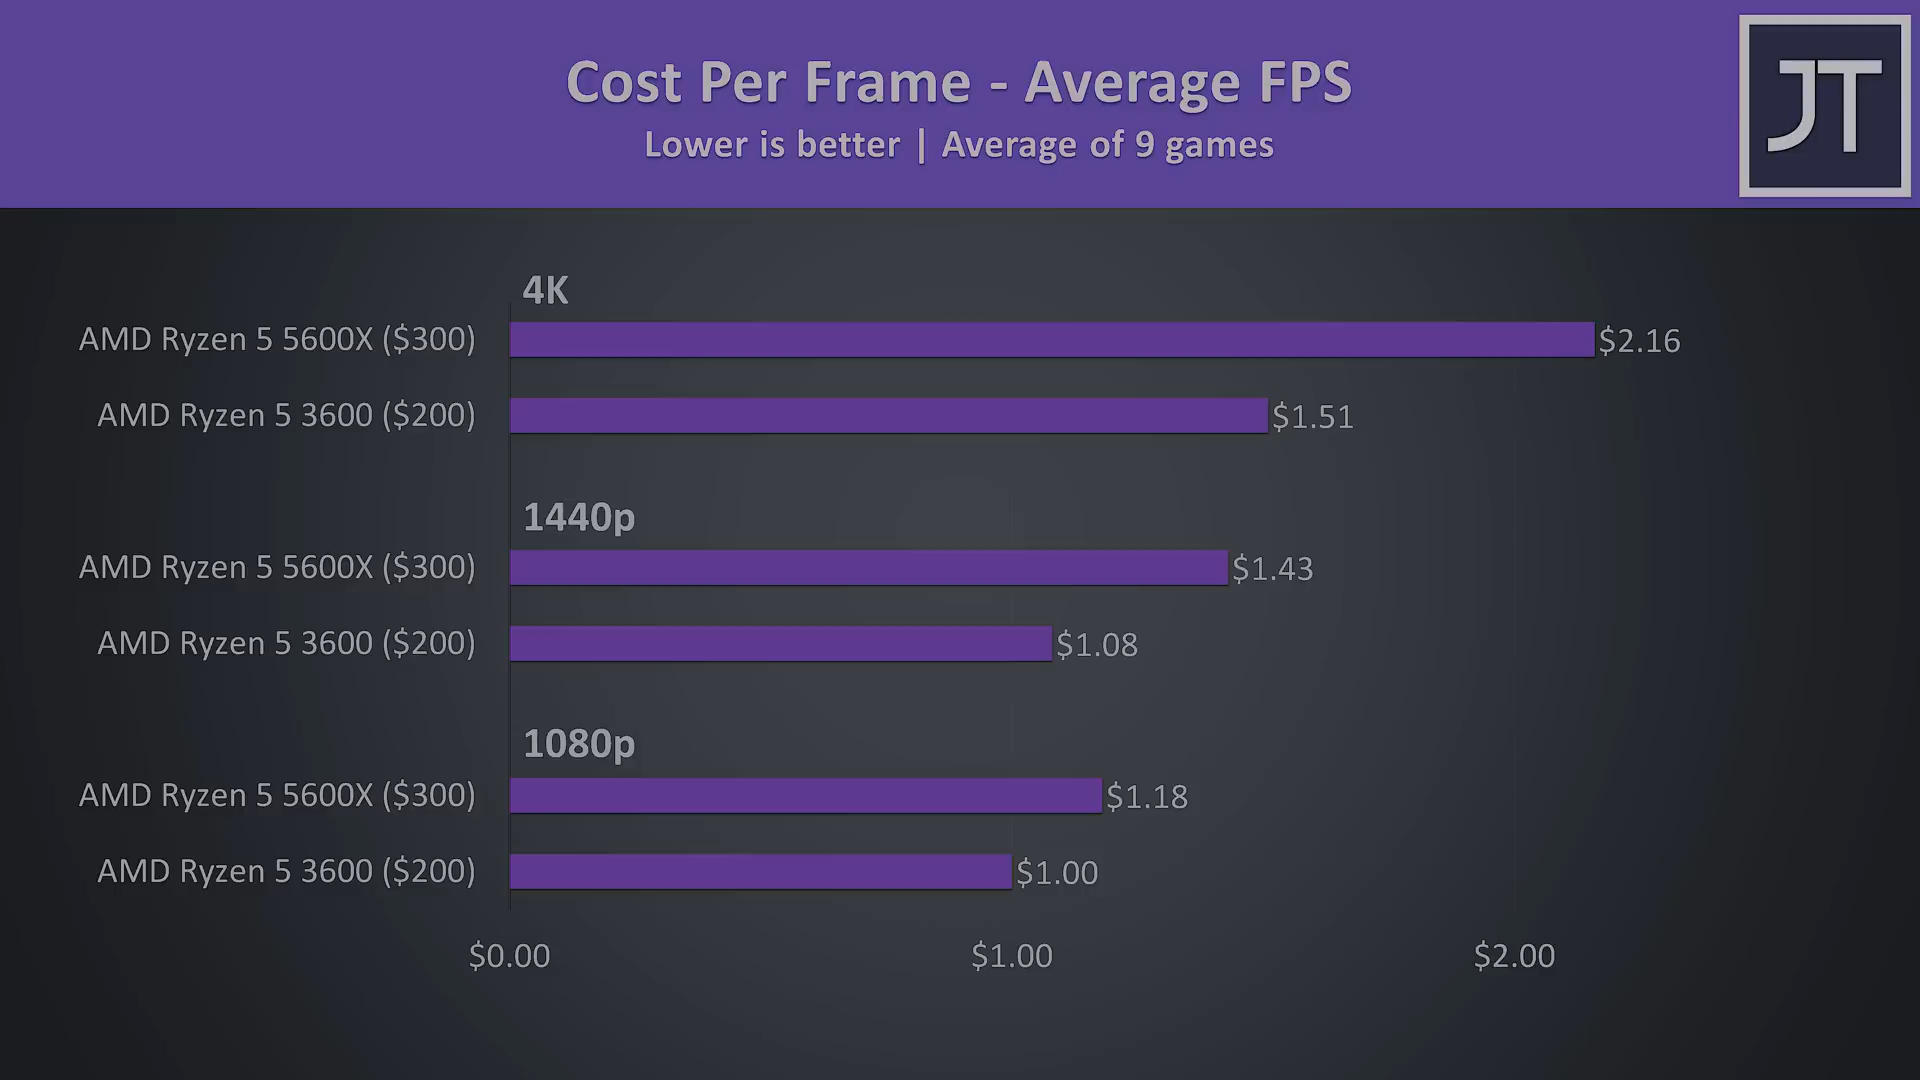 Cost Per Frame - Average FPS
Lower is better | Average of 9 games
JT
4K
AMD Ryzen 5 5600X ($300) $2.16
AMD Ryzen 5 3600 ($200) $1.51
1440p
AMD Ryzen 5 5600X ($300) $1.43
AMD Ryzen 5 3600 ($200) $1.08
1080p
AMD Ryzen 5 5600X ($300) $1.18
AMD Ryzen 5 3600 ($200) $1.00
$0.00 $1.00 $2.00